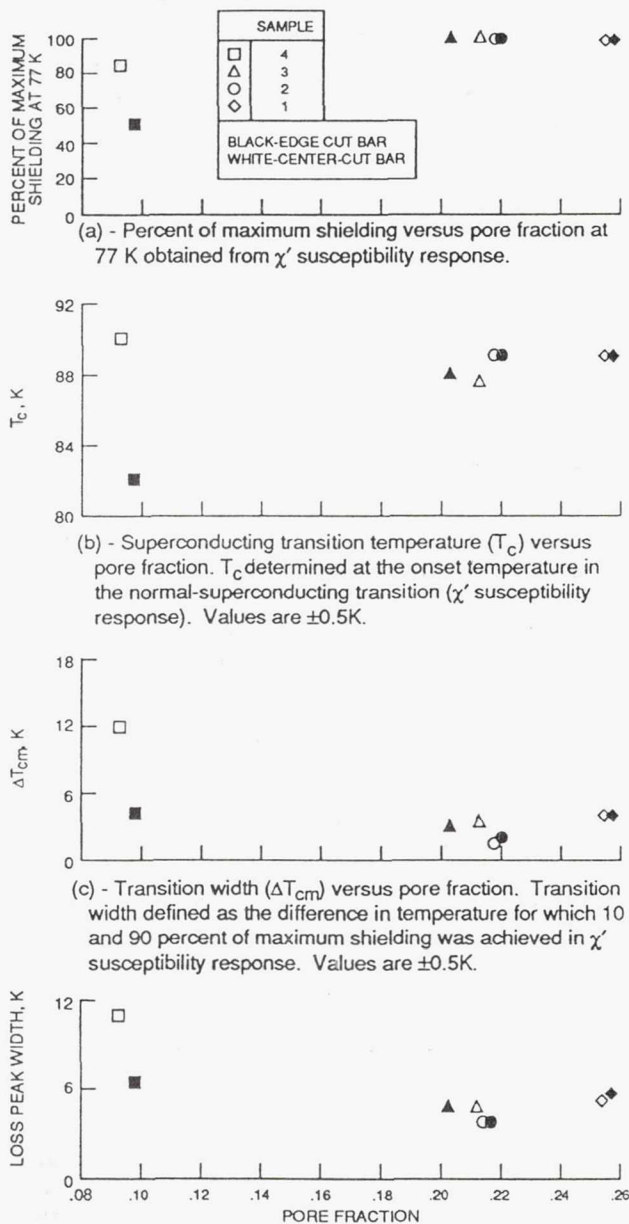 SAMPLE
4
3
2
1
BLACK-EDGE CUT BAR
WHITE-CENTER-CUT BAR
PERCENT OF MAXIMUM
SHIELDING AT 77 K
100
80
60
40
20
0
(a) - Percent of maximum shielding versus pore fraction at
77 K obtained from χ′ susceptibility response.
Tc, K
92
88
84
80
(b) - Superconducting transition temperature (Tc) versus
pore fraction. Tc determined at the onset temperature in
the normal-superconducting transition (χ′ susceptibility
response). Values are ±0.5K.
ΔTcm, K
18
12
6
0
(c) - Transition width (ΔTcm) versus pore fraction. Transition
width defined as the difference in temperature for which 10
and 90 percent of maximum shielding was achieved in χ′
susceptibility response. Values are ±0.5K.
LOSS PEAK WIDTH, K
12
6
0
.08 .10 .12 .14 .16 .18 .20 .22 .24 .26
PORE FRACTION